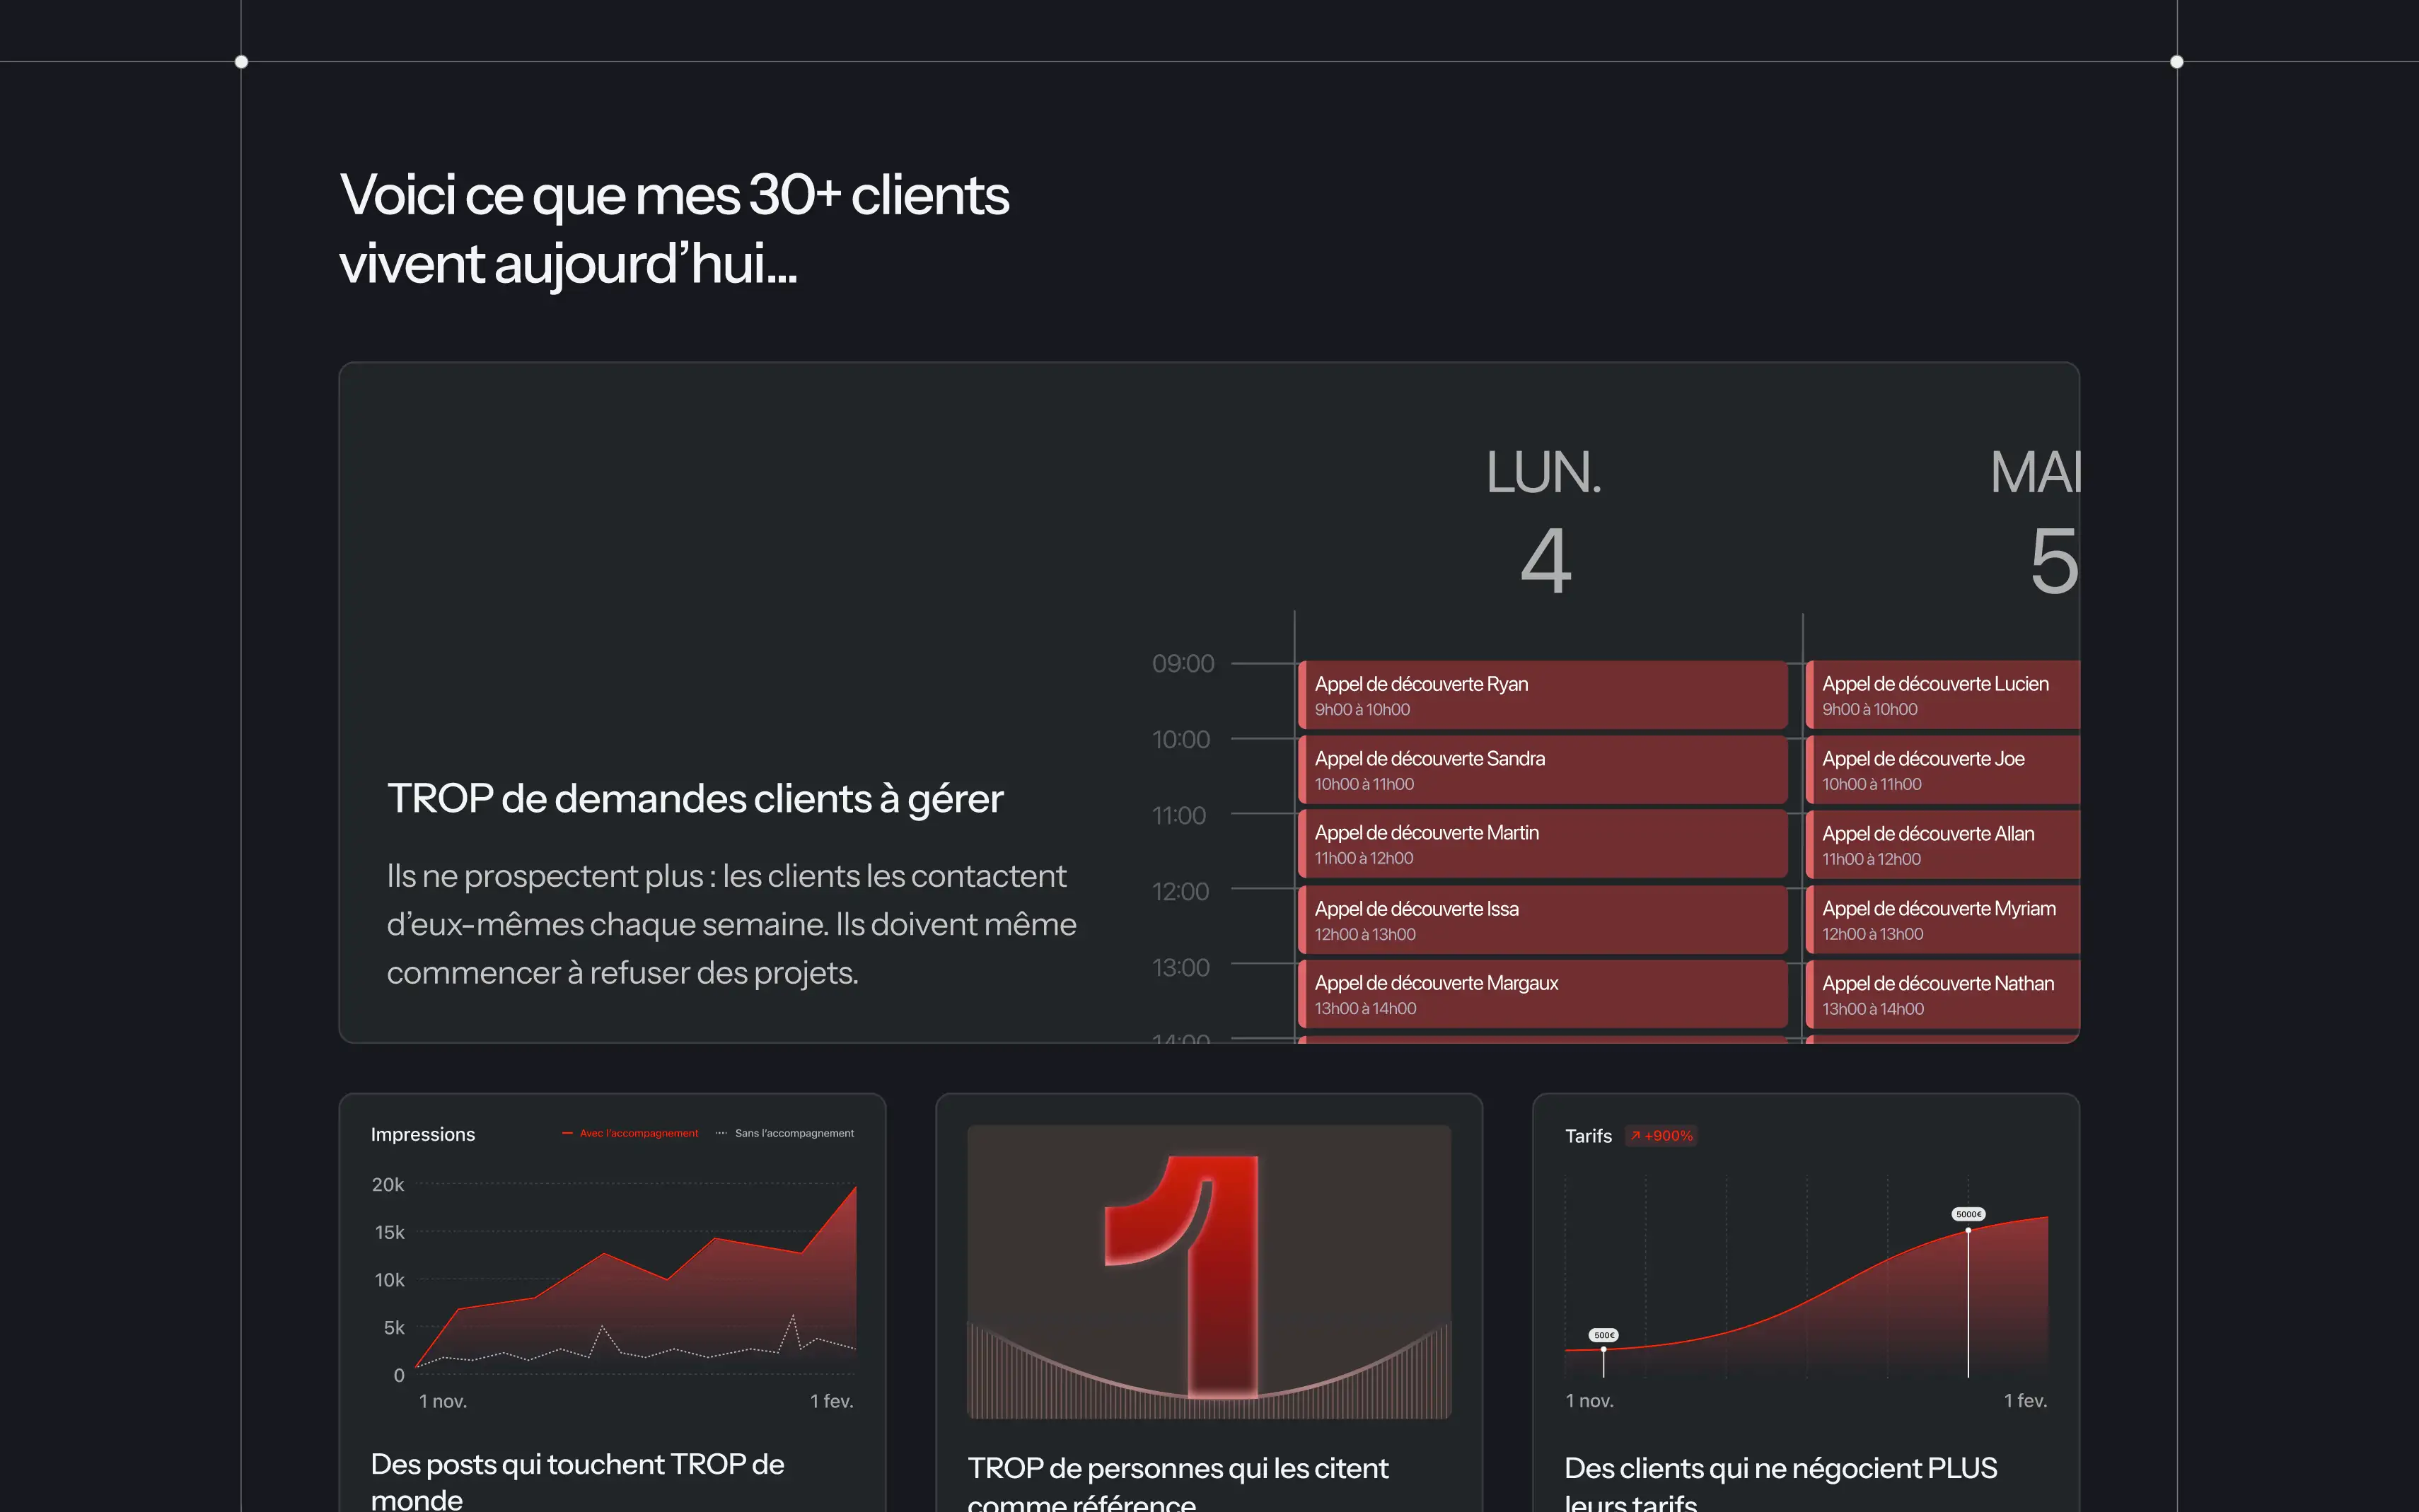 Voici ce que mes 30+ clients
vivent aujourd’hui...
TROP de demandes clients à gérer
Ils ne prospectent plus : les clients les contactent
d’eux-mêmes chaque semaine. Ils doivent même
commencer à refuser des projets.
LUN.
4
MAI
5
09:00
10:00
11:00
12:00
13:00
14:00
Appel de découverte Ryan
9h00 à 10h00
Appel de découverte Sandra
10h00 à 11h00
Appel de découverte Martin
11h00 à 12h00
Appel de découverte Issa
12h00 à 13h00
Appel de découverte Margaux
13h00 à 14h00
Appel de découverte Lucien
9h00 à 10h00
Appel de découverte Joe
10h00 à 11h00
Appel de découverte Allan
11h00 à 12h00
Appel de découverte Myriam
12h00 à 13h00
Appel de découverte Nathan
13h00 à 14h00
Impressions
Avec l’accompagnement
Sans l’accompagnement
20k
15k
10k
5k
0
1 nov.
1 fev.
Des posts qui touchent TROP de
monde
1
TROP de personnes qui les citent
comme référence
Tarifs
+900%
500€
5000€
1 nov.
1 fev.
Des clients qui ne négocient PLUS
leurs tarifs